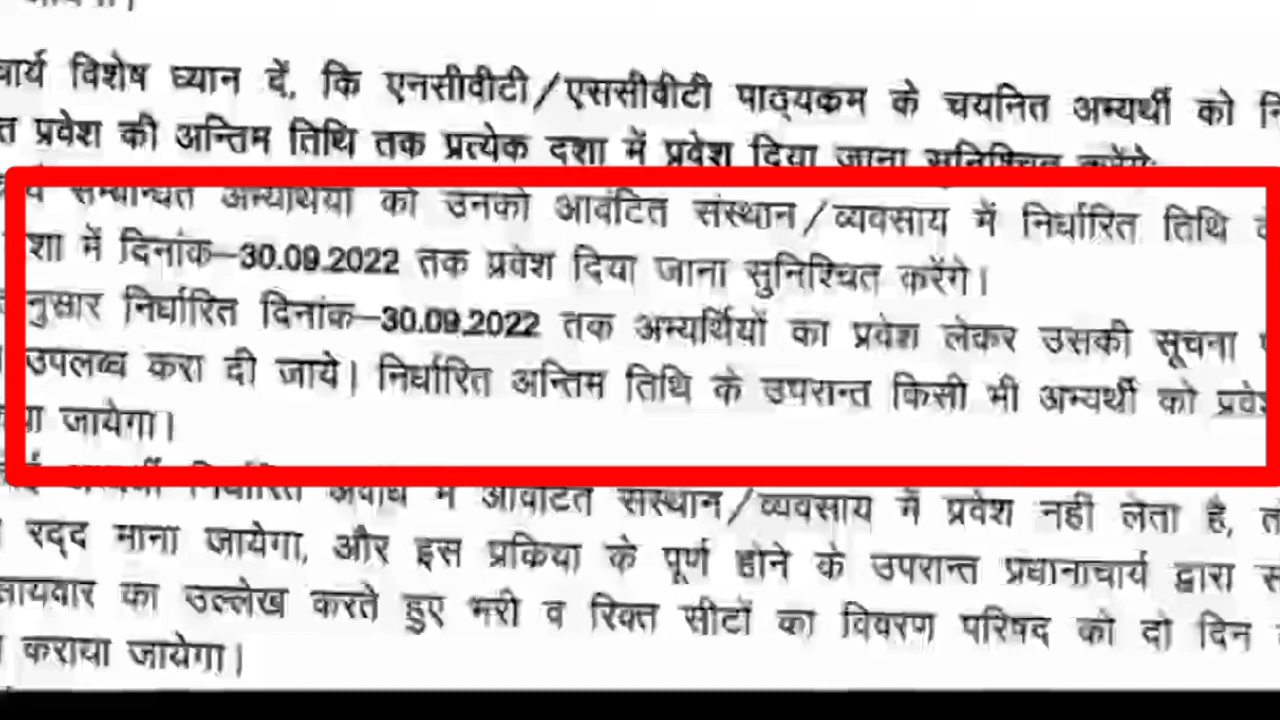 विशेष ध्यान दें, कि एनसीवीटी/एससीवीटी पाठ्यक्रम के चयनित अभ्यर्थी को
प्रवेश की अन्तिम तिथि तक प्रत्येक दशा में प्रवेश दिया जाना सुनिश्चित करेंगे
सम्बन्धित अभ्यर्थियों को उनको आवंटित संस्थान/व्यवसाय में निर्धारित तिथि
में दिनांक–30.09.2022 तक प्रवेश दिया जाना सुनिश्चित करेंगे।
निर्धारित दिनांक–30.09.2022 तक अभ्यर्थियों का प्रवेश लेकर उसकी सूचना
उपलब्ध करा दी जाये। निर्धारित अन्तिम तिथि के उपरान्त किसी भी अभ्यर्थी को
जायेगा।
निर्धारित अवधि में आवंटित संस्थान/व्यवसाय में प्रवेश नही लेता है,
रद्द माना जायेगा, और इस प्रकिया के पूर्ण होने के उपरान्त प्रधानाचार्य द्वारा
का उल्लेख करते हुए भरी व रिक्त सीटों का विवरण परिषद को दो दिन
कराया जायेगा।